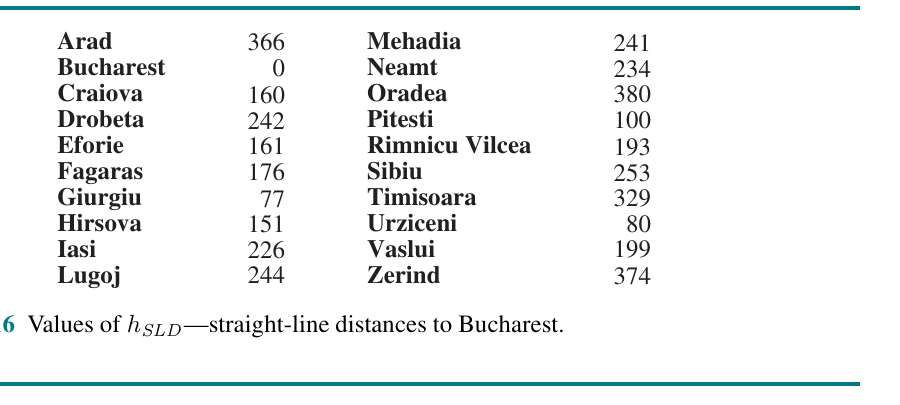 Arad 366 Mehadia 241
Bucharest 0 Neamt 234
Craiova 160 Oradea 380
Drobeta 242 Pitesti 100
Eforie 161 Rimnicu Vilcea 193
Fagaras 176 Sibiu 253
Giurgiu 77 Timisoara 329
Hirsova 151 Urziceni 80
Iasi 226 Vaslui 199
Lugoj 244 Zerind 374
6 Values of hSLD—straight-line distances to Bucharest.